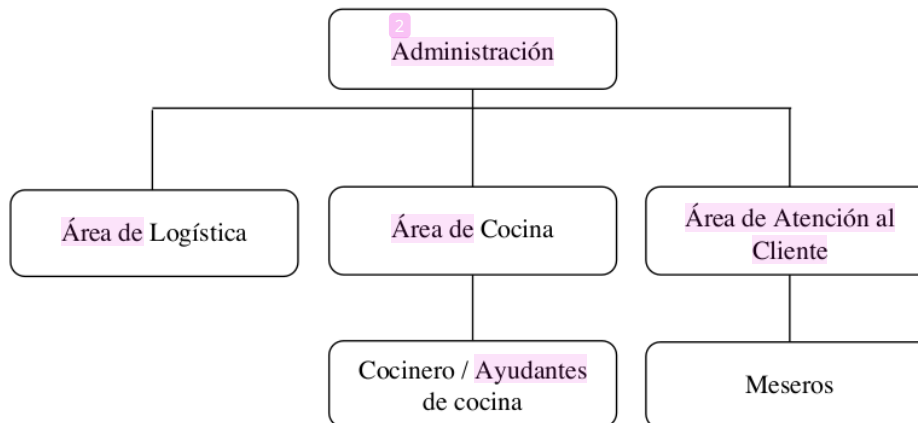 2
Administración
Área de Logística
Área de Cocina
Área de Atención al
Cliente
Cocinero / Ayudantes
de cocina
Meseros